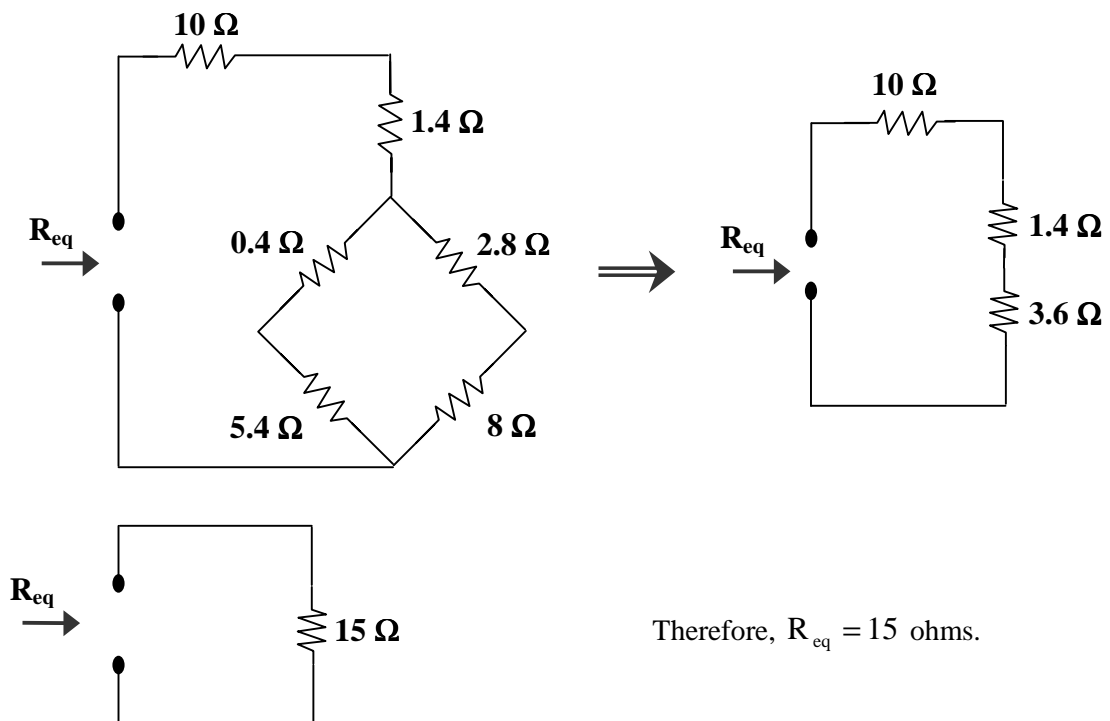 10 Ω
1.4 Ω
R_eq
0.4 Ω
2.8 Ω
5.4 Ω
8 Ω
10 Ω
R_eq
1.4 Ω
3.6 Ω
R_eq
15 Ω
Therefore, R_eq = 15 ohms.